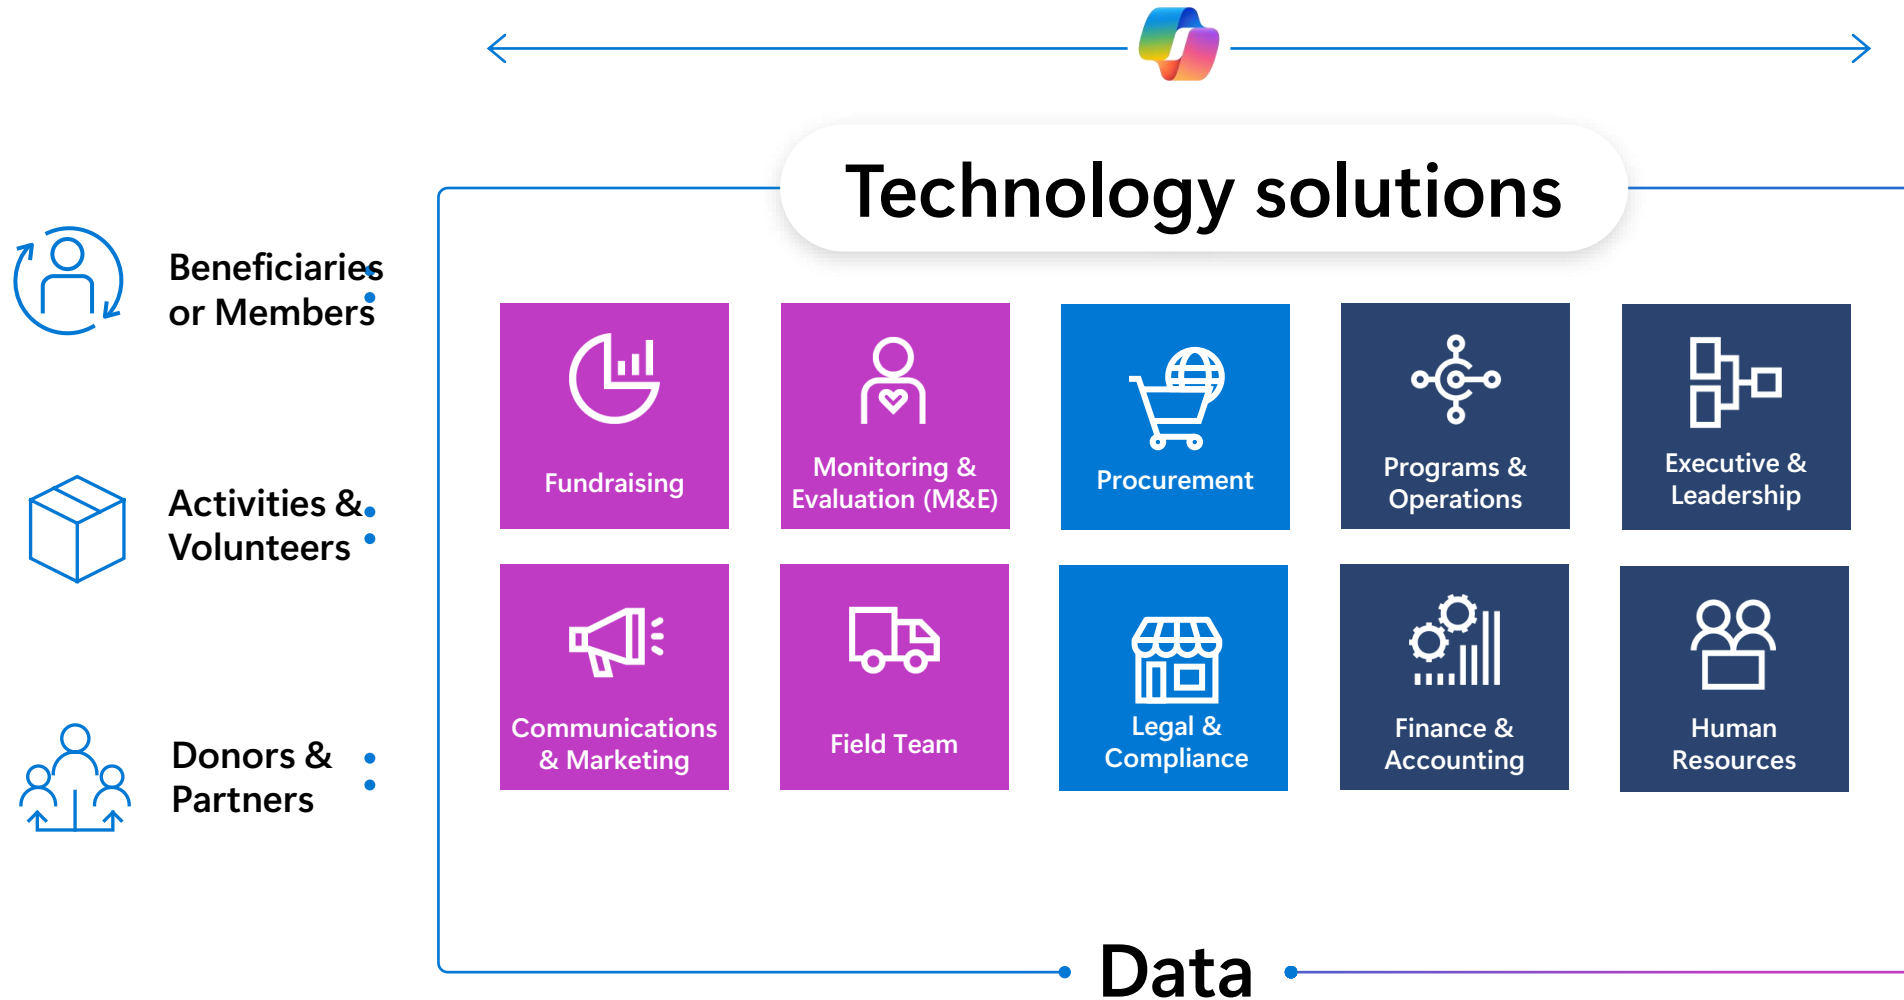 Technology solutions
Beneficiaries
or Members
Activities &
Volunteers
Donors &
Partners
Fundraising
Monitoring &
Evaluation (M&E)
Procurement
Programs &
Operations
Executive &
Leadership
Communications
& Marketing
Field Team
Legal &
Compliance
Finance &
Accounting
Human
Resources
Data